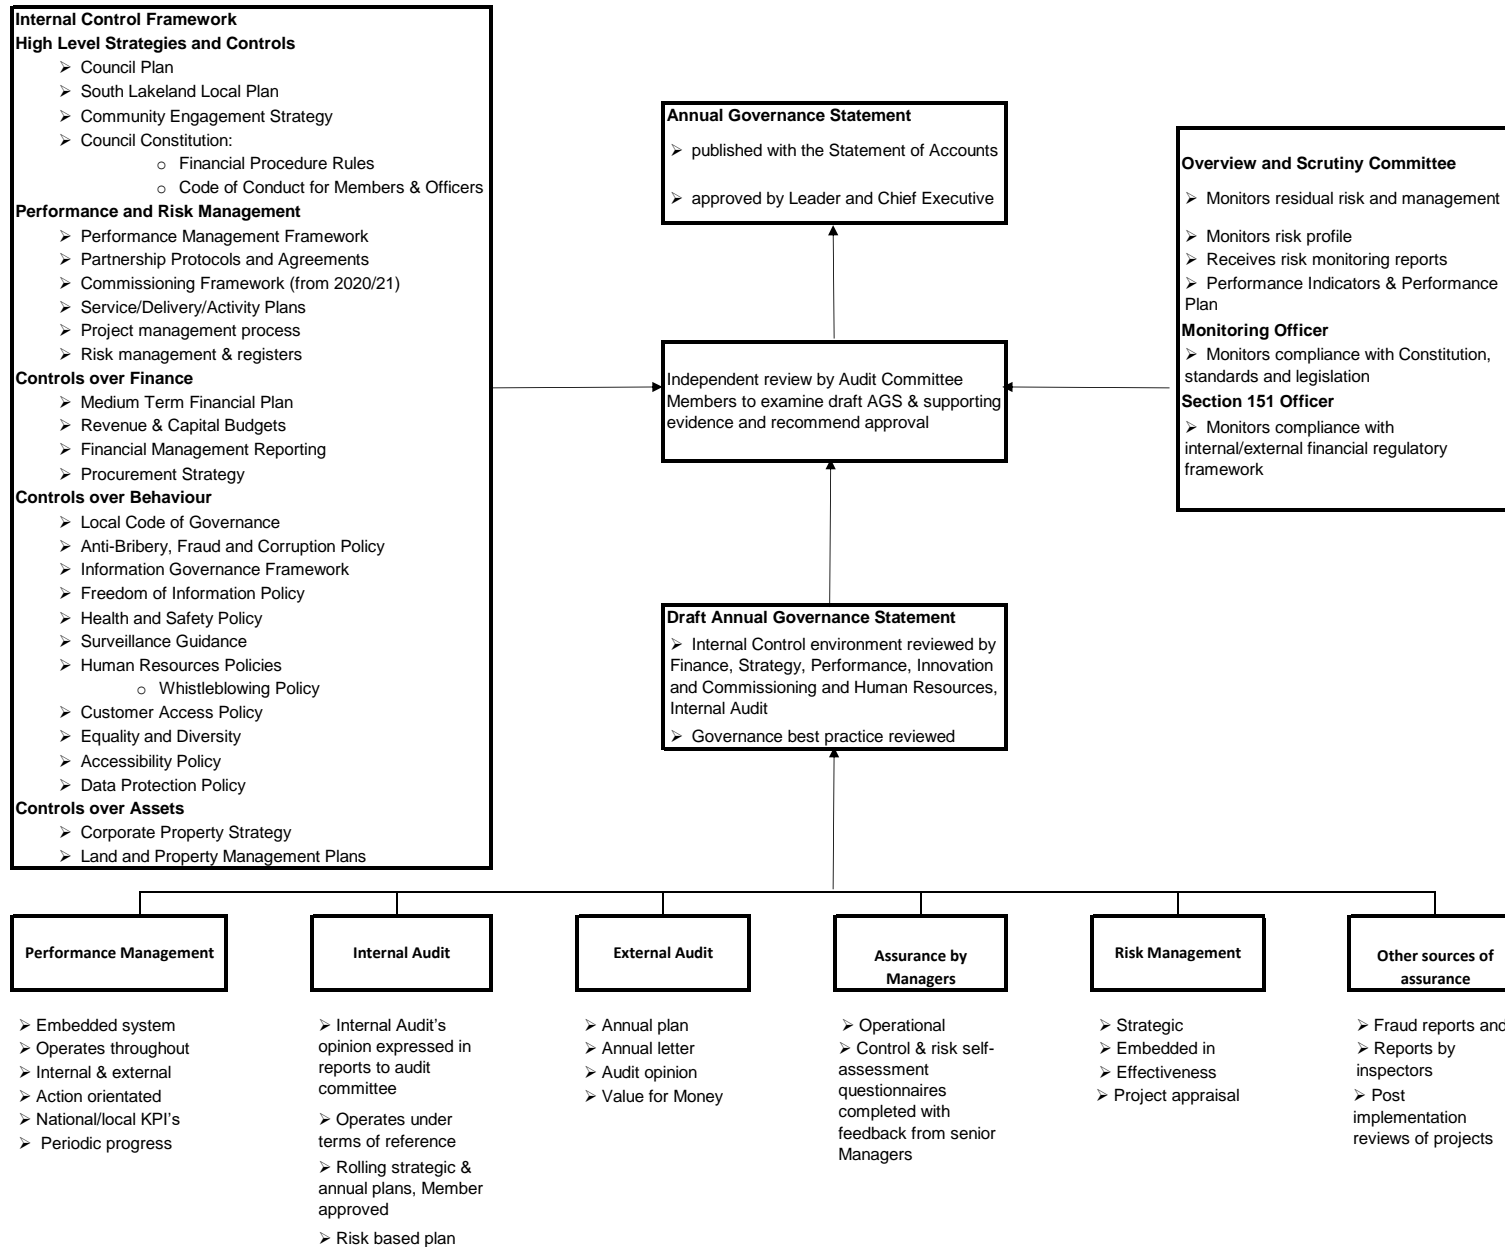 Internal Control Framework
High Level Strategies and Controls
➢ Council Plan
➢ South Lakeland Local Plan
➢ Community Engagement Strategy
➢ Council Constitution:
o Financial Procedure Rules
o Code of Conduct for Members & Officers
Performance and Risk Management
➢ Performance Management Framework
➢ Partnership Protocols and Agreements
➢ Commissioning Framework (from 2020/21)
➢ Service/Delivery/Activity Plans
➢ Project management process
➢ Risk management & registers
Controls over Finance
➢ Medium Term Financial Plan
➢ Revenue & Capital Budgets
➢ Financial Management Reporting
➢ Procurement Strategy
Controls over Behaviour
➢ Local Code of Governance
➢ Anti-Bribery, Fraud and Corruption Policy
➢ Information Governance Framework
➢ Freedom of Information Policy
➢ Health and Safety Policy
➢ Surveillance Guidance
➢ Human Resources Policies
o Whistleblowing Policy
➢ Customer Access Policy
➢ Equality and Diversity
➢ Accessibility Policy
➢ Data Protection Policy
Controls over Assets
➢ Corporate Property Strategy
➢ Land and Property Management Plans
Annual Governance Statement
➢ published with the Statement of Accounts
➢ approved by Leader and Chief Executive
Independent review by Audit Committee
Members to examine draft AGS & supporting
evidence and recommend approval
Draft Annual Governance Statement
➢ Internal Control environment reviewed by
Finance, Strategy, Performance, Innovation
and Commissioning and Human Resources,
Internal Audit
➢ Governance best practice reviewed
Overview and Scrutiny Committee
➢ Monitors residual risk and management
➢ Monitors risk profile
➢ Receives risk monitoring reports
➢ Performance Indicators & Performance
Plan
Monitoring Officer
➢ Monitors compliance with Constitution,
standards and legislation
Section 151 Officer
➢ Monitors compliance with
internal/external financial regulatory
framework
Performance Management
➢ Embedded system
➢ Operates throughout
➢ Internal & external
➢ Action orientated
➢ National/local KPI's
➢ Periodic progress
Internal Audit
➢ Internal Audit's
opinion expressed in
reports to audit
committee
➢ Operates under
terms of reference
➢ Rolling strategic &
annual plans, Member
approved
➢ Risk based plan
External Audit
➢ Annual plan
➢ Annual letter
➢ Audit opinion
➢ Value for Money
Assurance by
Managers
➢ Operational
➢ Control & risk self-
assessment
questionnaires
completed with
feedback from senior
Managers
Risk Management
➢ Strategic
➢ Embedded in
➢ Effectiveness
➢ Project appraisal
Other sources of
assurance
➢ Fraud reports and
➢ Reports by
inspectors
➢ Post
implementation
reviews of projects